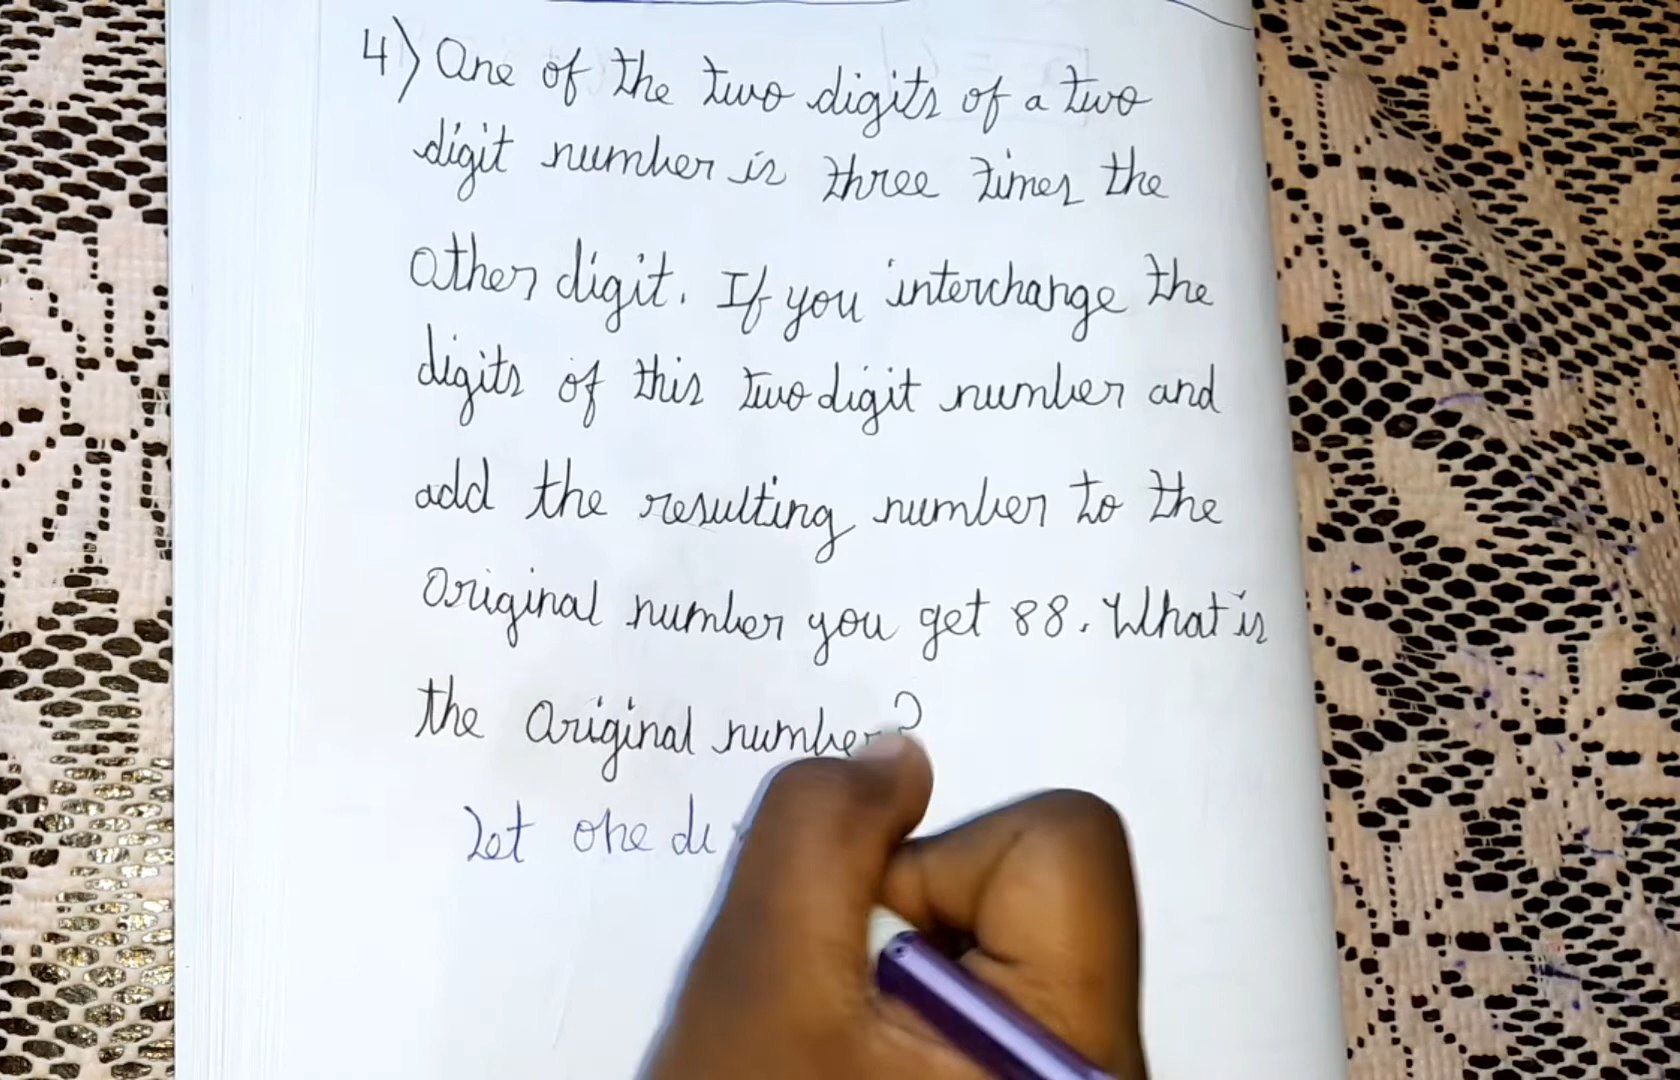 4) One of the two digits of a two
digit number is three times the
other digit. If you interchange the
digits of this two digit number and
add the resulting number to the
original number you get 88. What is
the original number?
Let one di